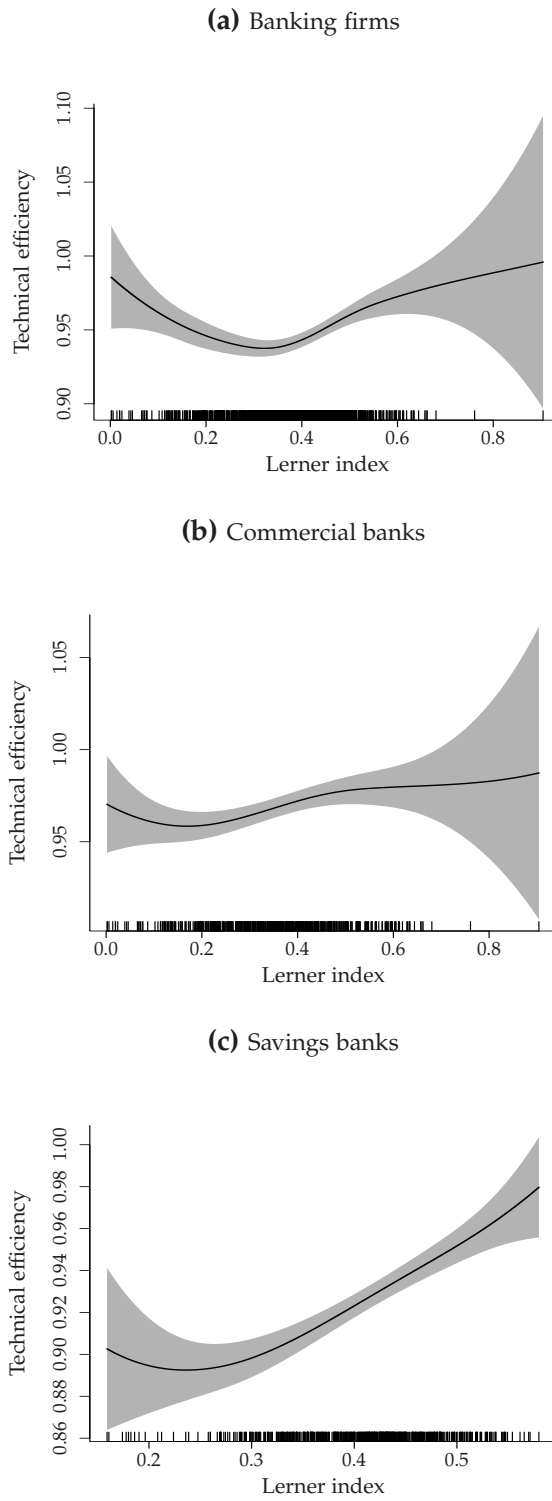 (a) Banking firms
Technical efficiency
1.10
1.05
1.00
0.95
0.90
0.0 0.2 0.4 0.6 0.8
Lerner index
(b) Commercial banks
Technical efficiency
1.05
1.00
0.95
0.0 0.2 0.4 0.6 0.8
Lerner index
(c) Savings banks
Technical efficiency
1.00
0.98
0.96
0.94
0.92
0.90
0.88
0.86
0.2 0.3 0.4 0.5
Lerner index